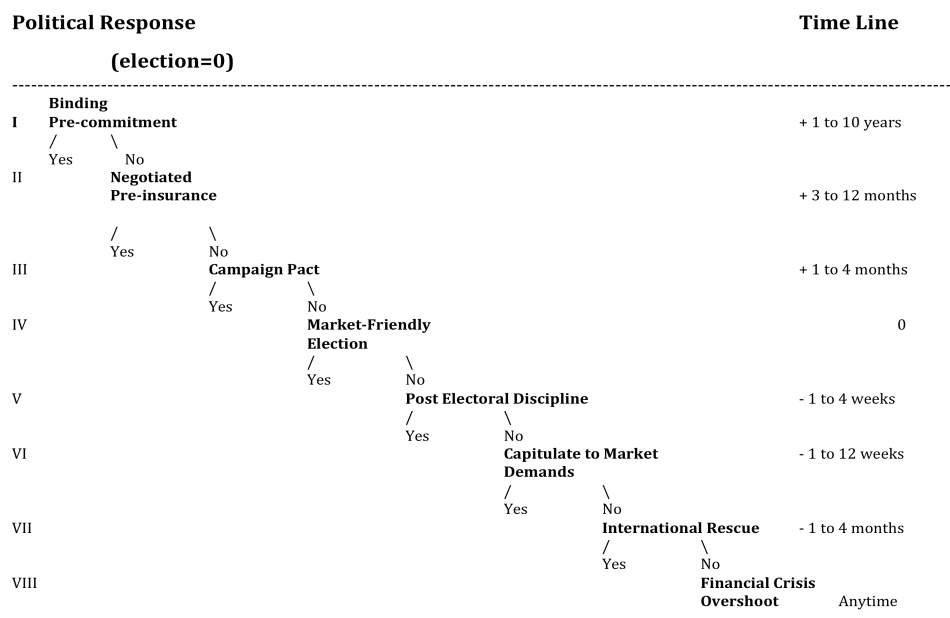 Political Response Time Line
(election=0)
--------------------------------------------------------------------------------
Binding
I Pre-commitment + 1 to 10 years
/ \
Yes No
II Negotiated
Pre-insurance + 3 to 12 months
/ \
Yes No
III Campaign Pact + 1 to 4 months
/ \
Yes No
IV Market-Friendly 0
Election
/ \
Yes No
V Post Electoral Discipline - 1 to 4 weeks
/ \
Yes No
VI Capitulate to Market - 1 to 12 weeks
Demands
/ \
Yes No
VII International Rescue - 1 to 4 months
/ \
Yes No
VIII Financial Crisis
Overshoot Anytime